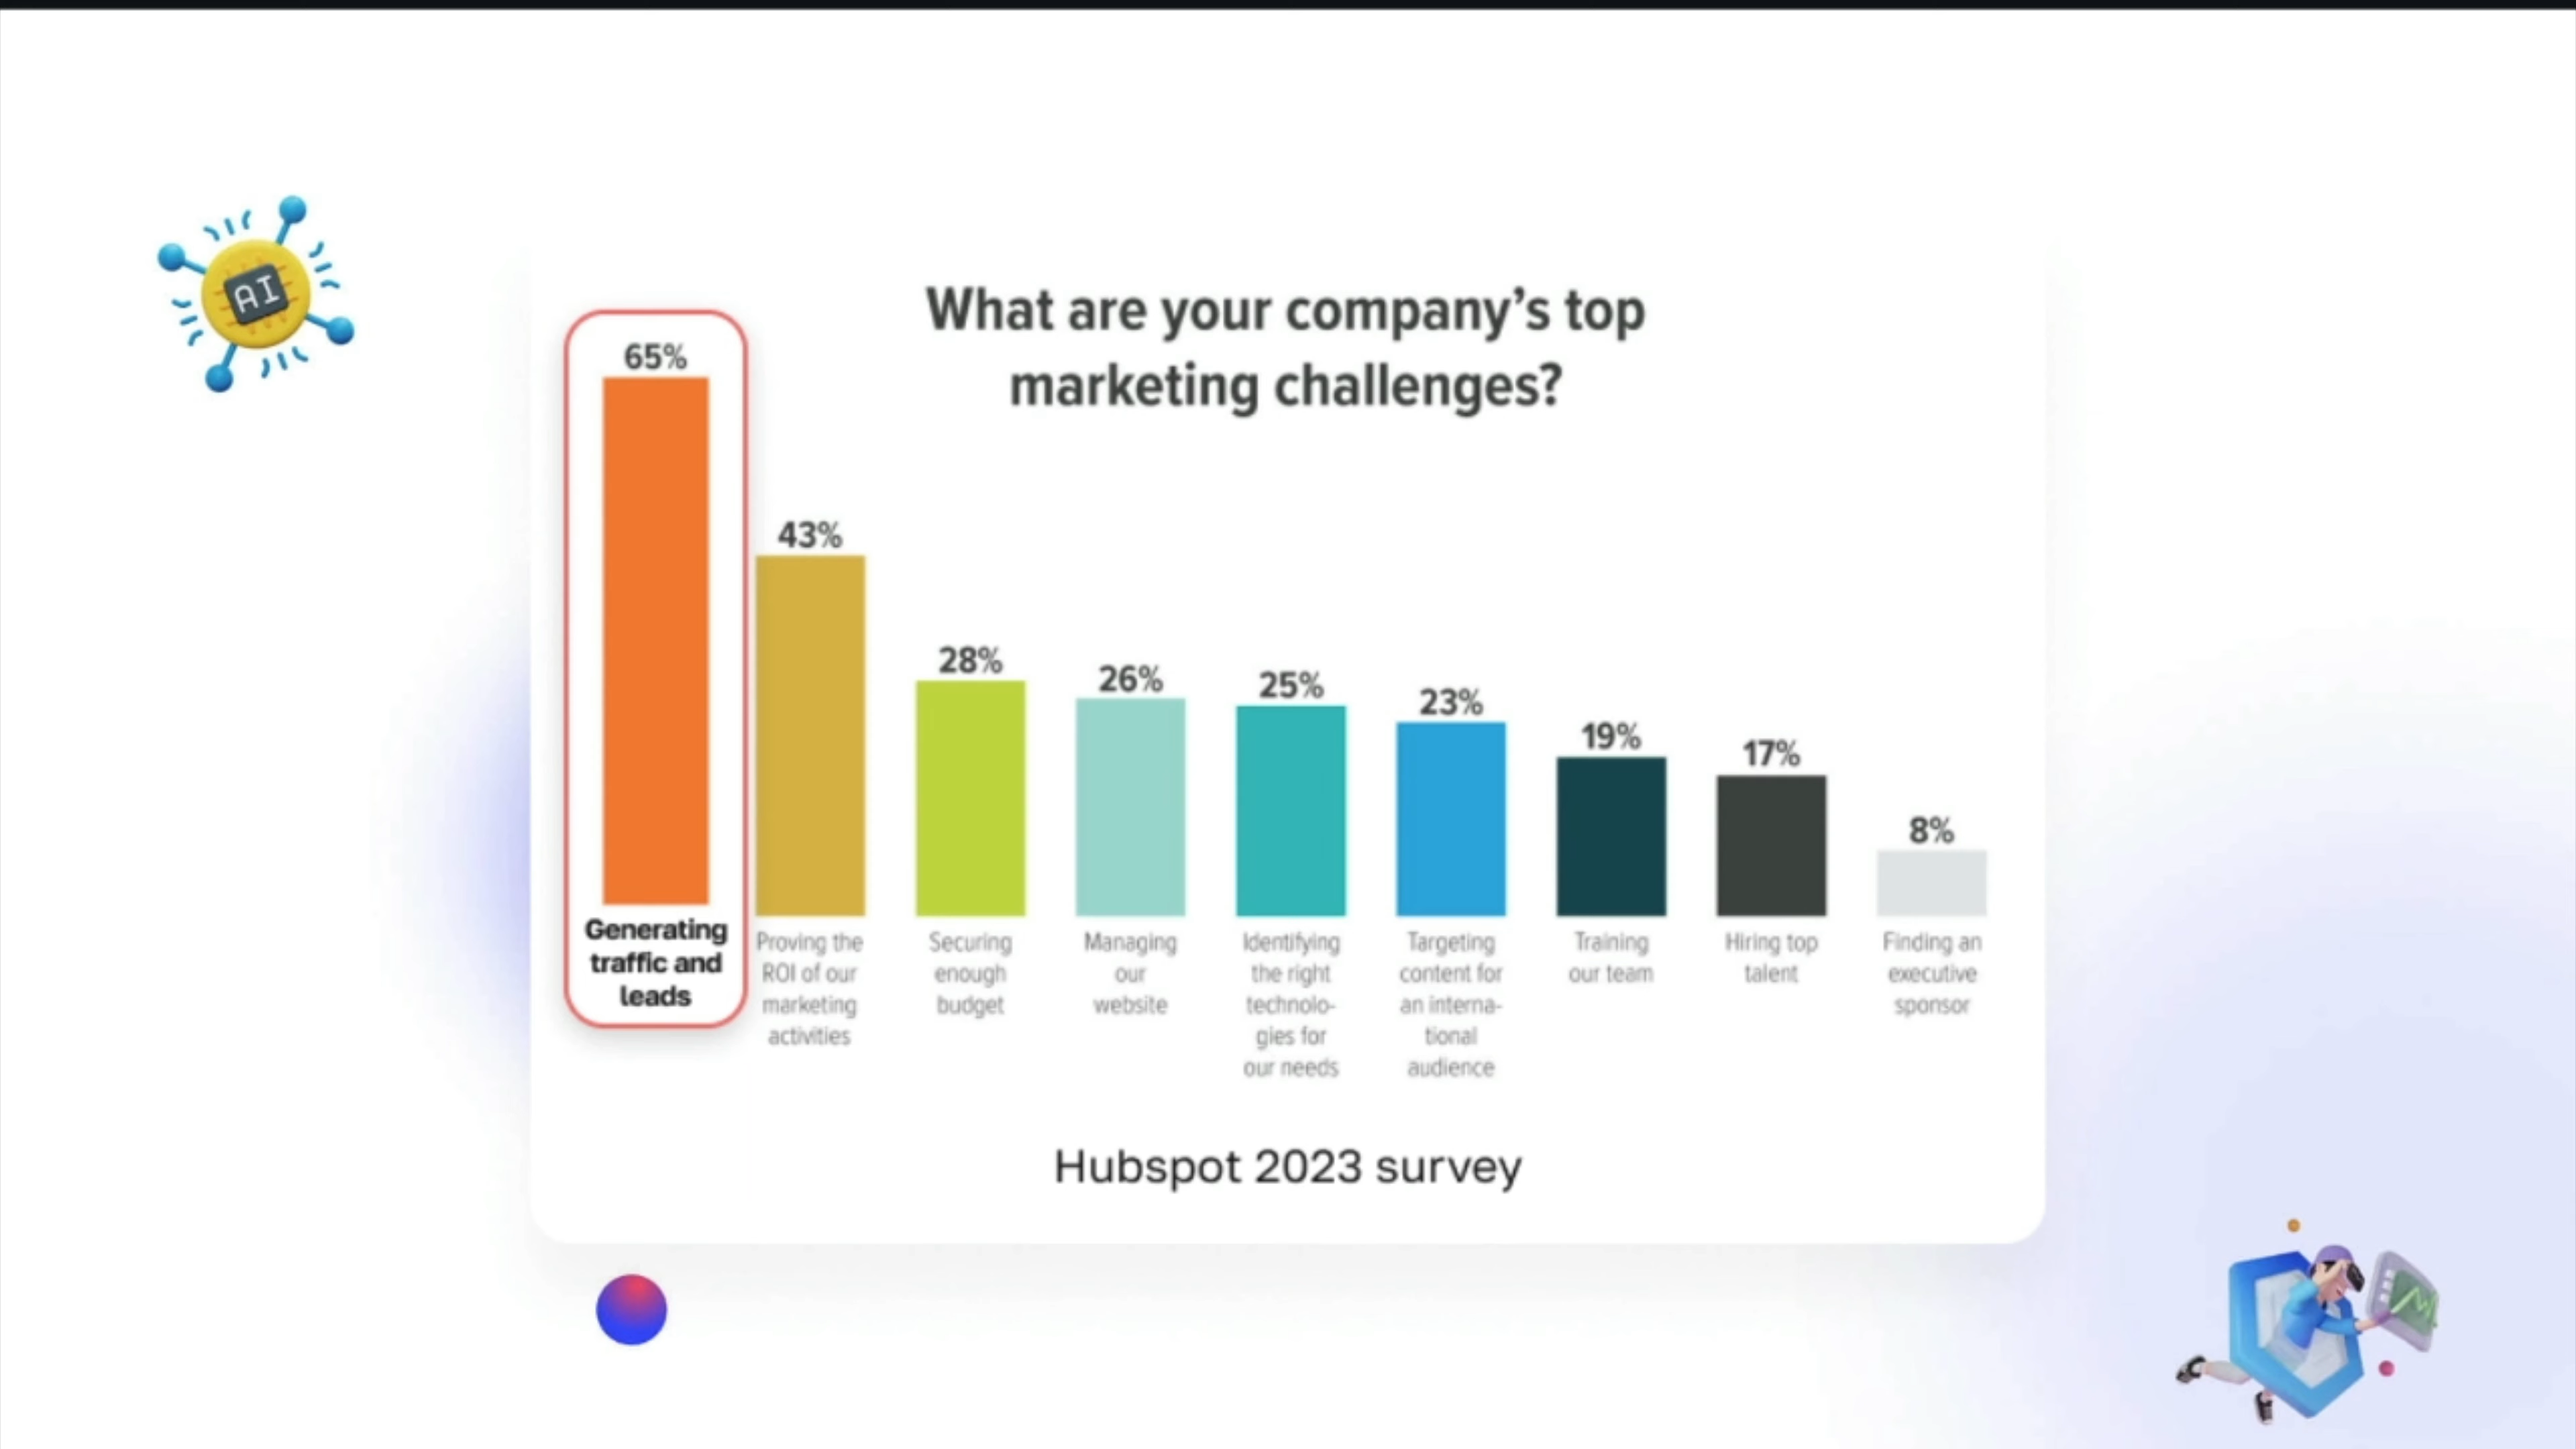 AI
What are your company's top
marketing challenges?
65%
43%
28%
26%
25%
23%
19%
17%
8%
Generating
traffic and
leads
Proving the
ROI of our
marketing
activities
Securing
enough
budget
Managing
our
website
Identifying
the right
technolo-
gies for
our needs
Targeting
content for
an interna-
tional
audience
Training
our team
Hiring top
talent
Finding an
executive
sponsor
Hubspot 2023 survey